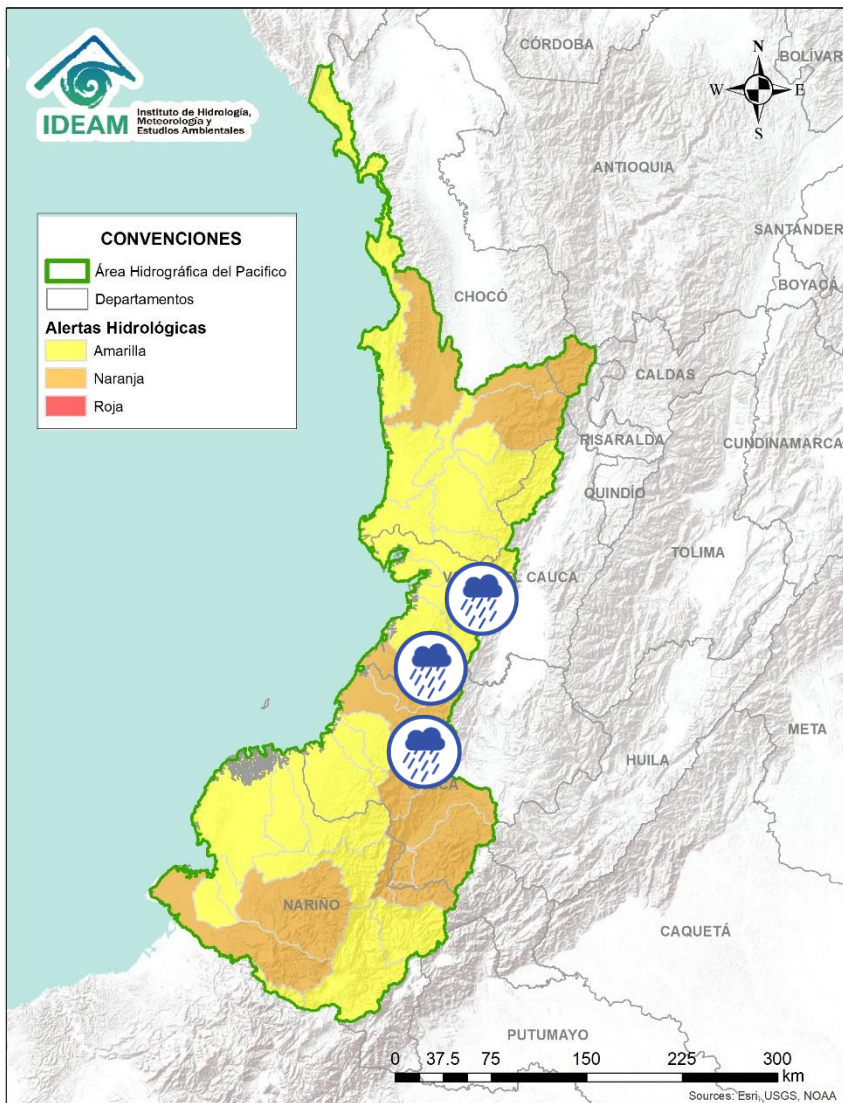 IDEAM
Instituto de Hidrología,
Meteorología y
Estudios Ambientales
CÓRDOBA
BOLÍVAR
N
W
E
S
ANTIOQUIA
SANTANDER
BOYACÁ
CONVENCIONES
Área Hidrográfica del Pacifico
Departamentos
Alertas Hidrológicas
Amarilla
Naranja
Roja
CHOCÓ
CALDAS
RISARALDA
CUNDINAMARCA
QUINDÍO
TOLIMA
CAUCA
META
HUILA
NARIÑO
CAQUETÁ
PUTUMAYO
0 37.5 75 150 225 300
km
Sources: Esri, USGS, NOAA